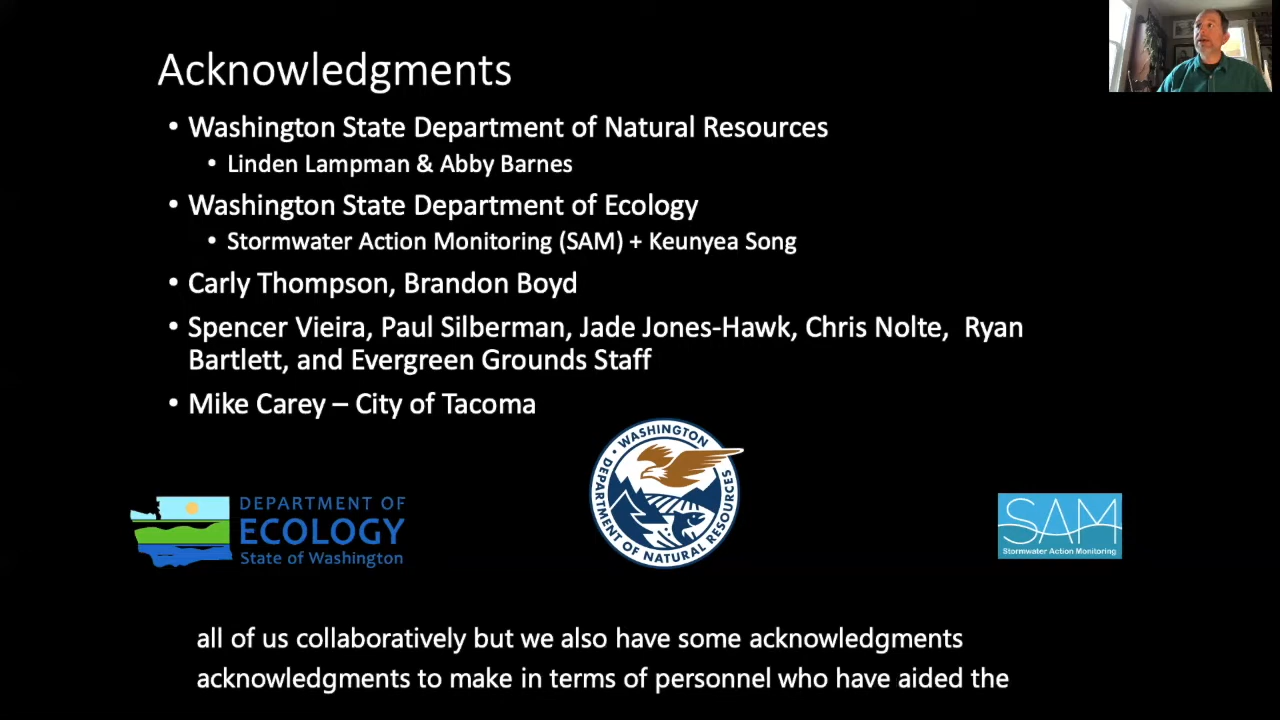 Acknowledgments
• Washington State Department of Natural Resources
• Linden Lampman & Abby Barnes
• Washington State Department of Ecology
• Stormwater Action Monitoring (SAM) + Keunyea Song
• Carly Thompson, Brandon Boyd
• Spencer Vieira, Paul Silberman, Jade Jones-Hawk, Chris Nolte, Ryan
Bartlett, and Evergreen Grounds Staff
• Mike Carey – City of Tacoma
WASHINGTON
DEPARTMENT OF NATURAL RESOURCES
DEPARTMENT OF
ECOLOGY
State of Washington
SAM
Stormwater Action Monitoring
all of us collaboratively but we also have some acknowledgments
acknowledgments to make in terms of personnel who have aided the